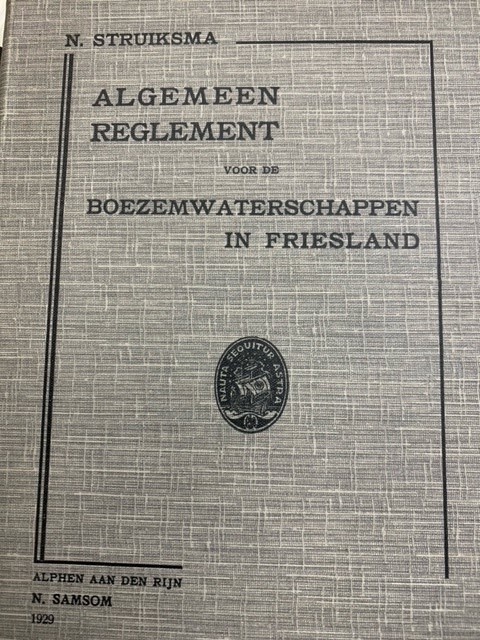 N. STRUIKSMA
ALGEMEEN
REGLEMENT
VOOR DE
BOEZEMWATERSCHAPPEN
IN FRIESLAND
NAUTA SEQUITUR ASTRA
ALPHEN AAN DEN RIJN
N. SAMSOM
1929